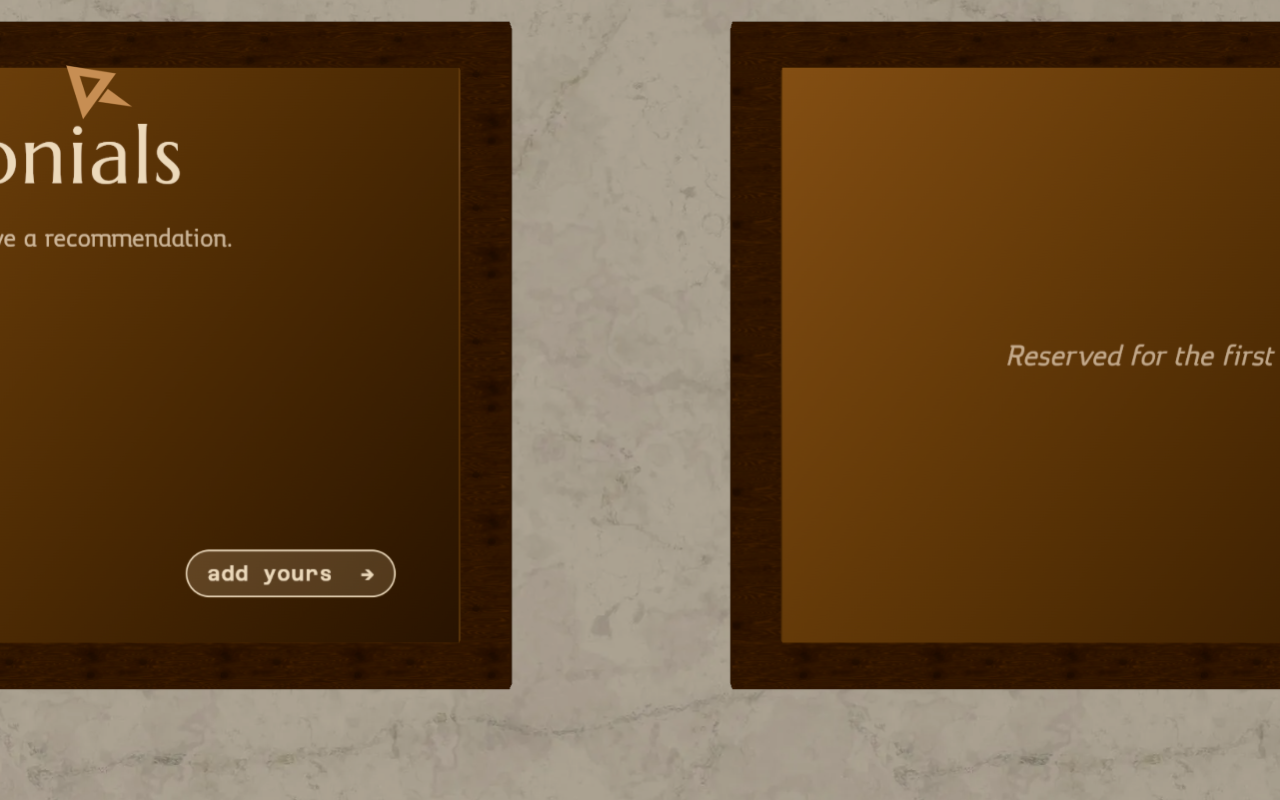 onials
ve a recommendation.
add yours →
Reserved for the first